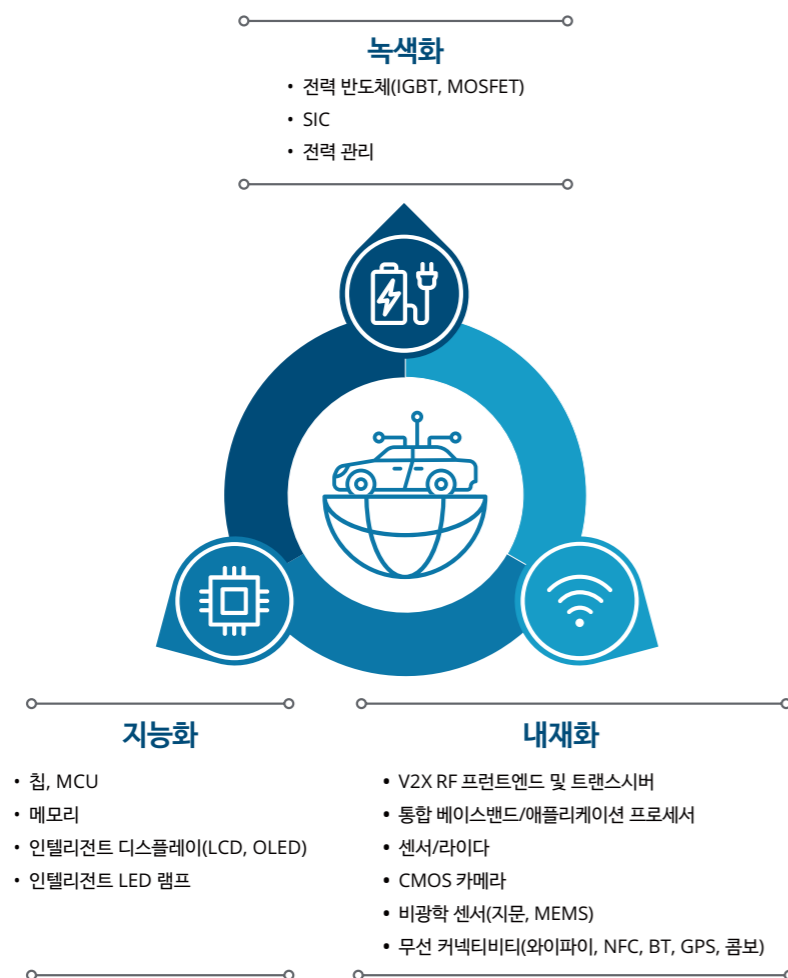 녹색화
• 전력 반도체(IGBT, MOSFET)
• SIC
• 전력 관리
지능화
• 칩, MCU
• 메모리
• 인텔리전트 디스플레이(LCD, OLED)
• 인텔리전트 LED 램프
내재화
• V2X RF 프런트엔드 및 트랜스시버
• 통합 베이스밴드/애플리케이션 프로세서
• 센서/라이다
• CMOS 카메라
• 비광학 센서(지문, MEMS)
• 무선 커넥티비티(와이파이, NFC, BT, GPS, 콤보)